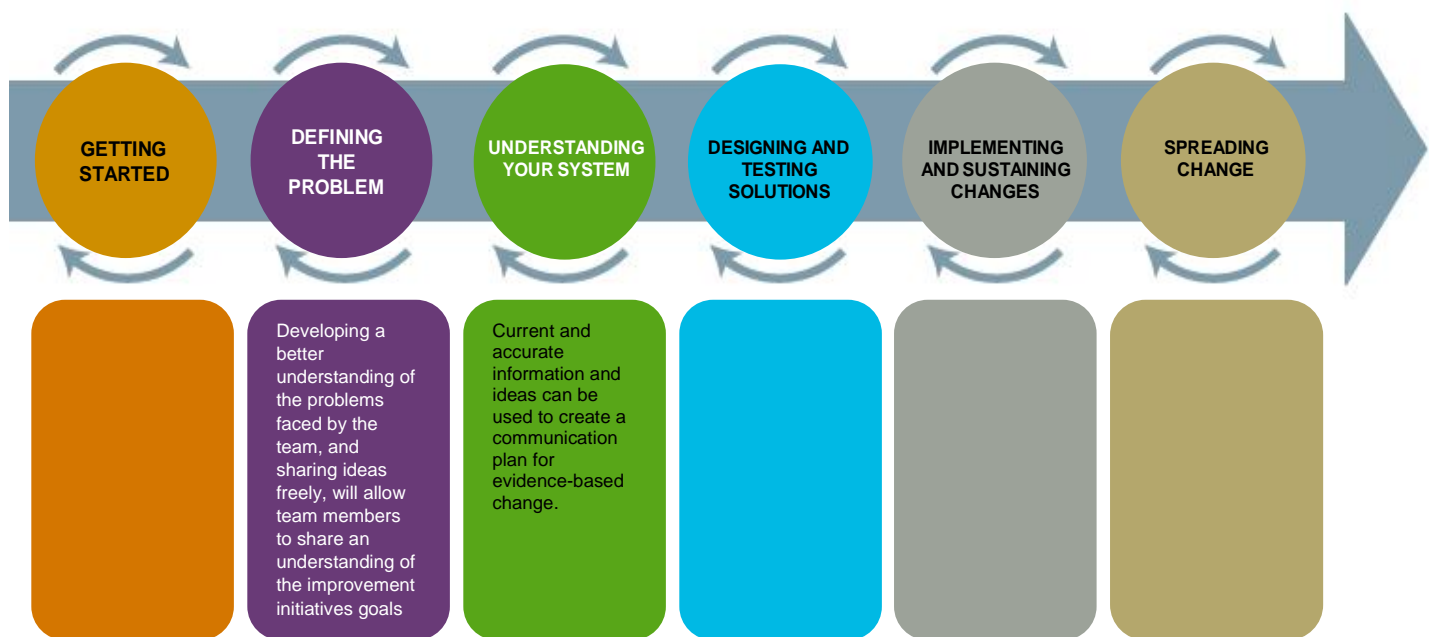 GETTING
STARTED
DEFINING
THE
PROBLEM
UNDERSTANDING
YOUR SYSTEM
DESIGNING AND
TESTING
SOLUTIONS
IMPLEMENTING
AND SUSTAINING
CHANGES
SPREADING
CHANGE
Developing a
better
understanding of
the problems
faced by the
team, and
sharing ideas
freely, will allow
team members
to share an
understanding of
the improvement
initiatives goals
Current and
accurate
information and
ideas can be
used to create a
communication
plan for
evidence-based
change.